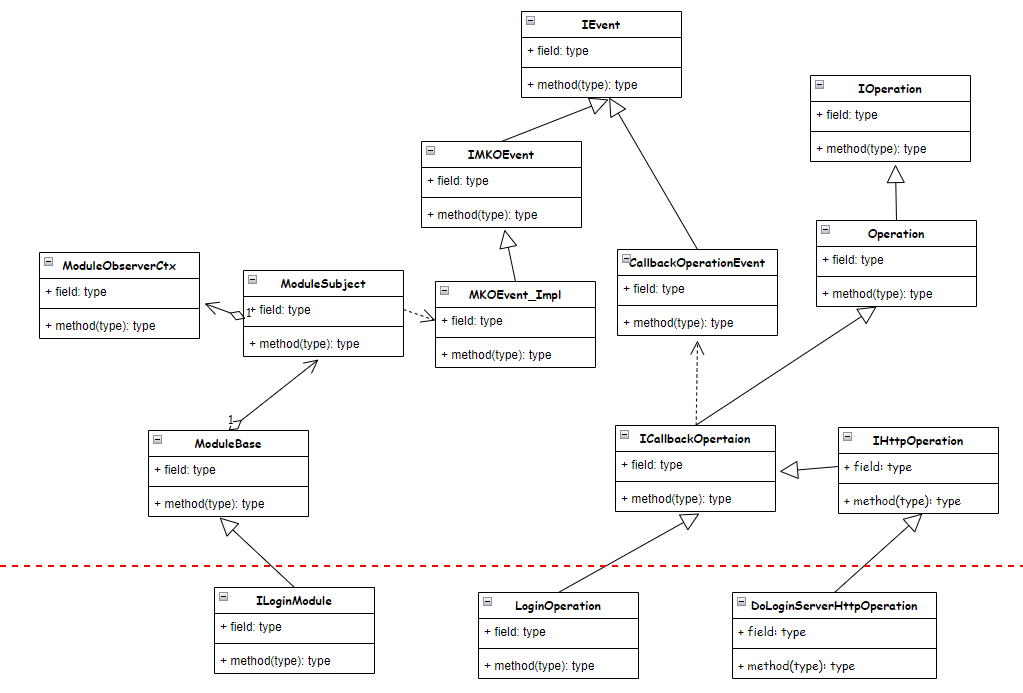 IEvent
+ field: type
+ method(type): type
IOperation
+ field: type
+ method(type): type
IMKOEvent
+ field: type
+ method(type): type
Operation
+ field: type
+ method(type): type
ModuleObserverCtx
+ field: type
+ method(type): type
ModuleSubject
+ field: type
+ method(type): type
1
MKOEvent_Impl
+ field: type
+ method(type): type
CallbackOperationEvent
+ field: type
+ method(type): type
1
ModuleBase
+ field: type
+ method(type): type
ICallbackOpertaion
+ field: type
+ method(type): type
IHttpOperation
+ field: type
+ method(type): type
ILoginModule
+ field: type
+ method(type): type
LoginOperation
+ field: type
+ method(type): type
DoLoginServerHttpOperation
+ field: type
+ method(type): type